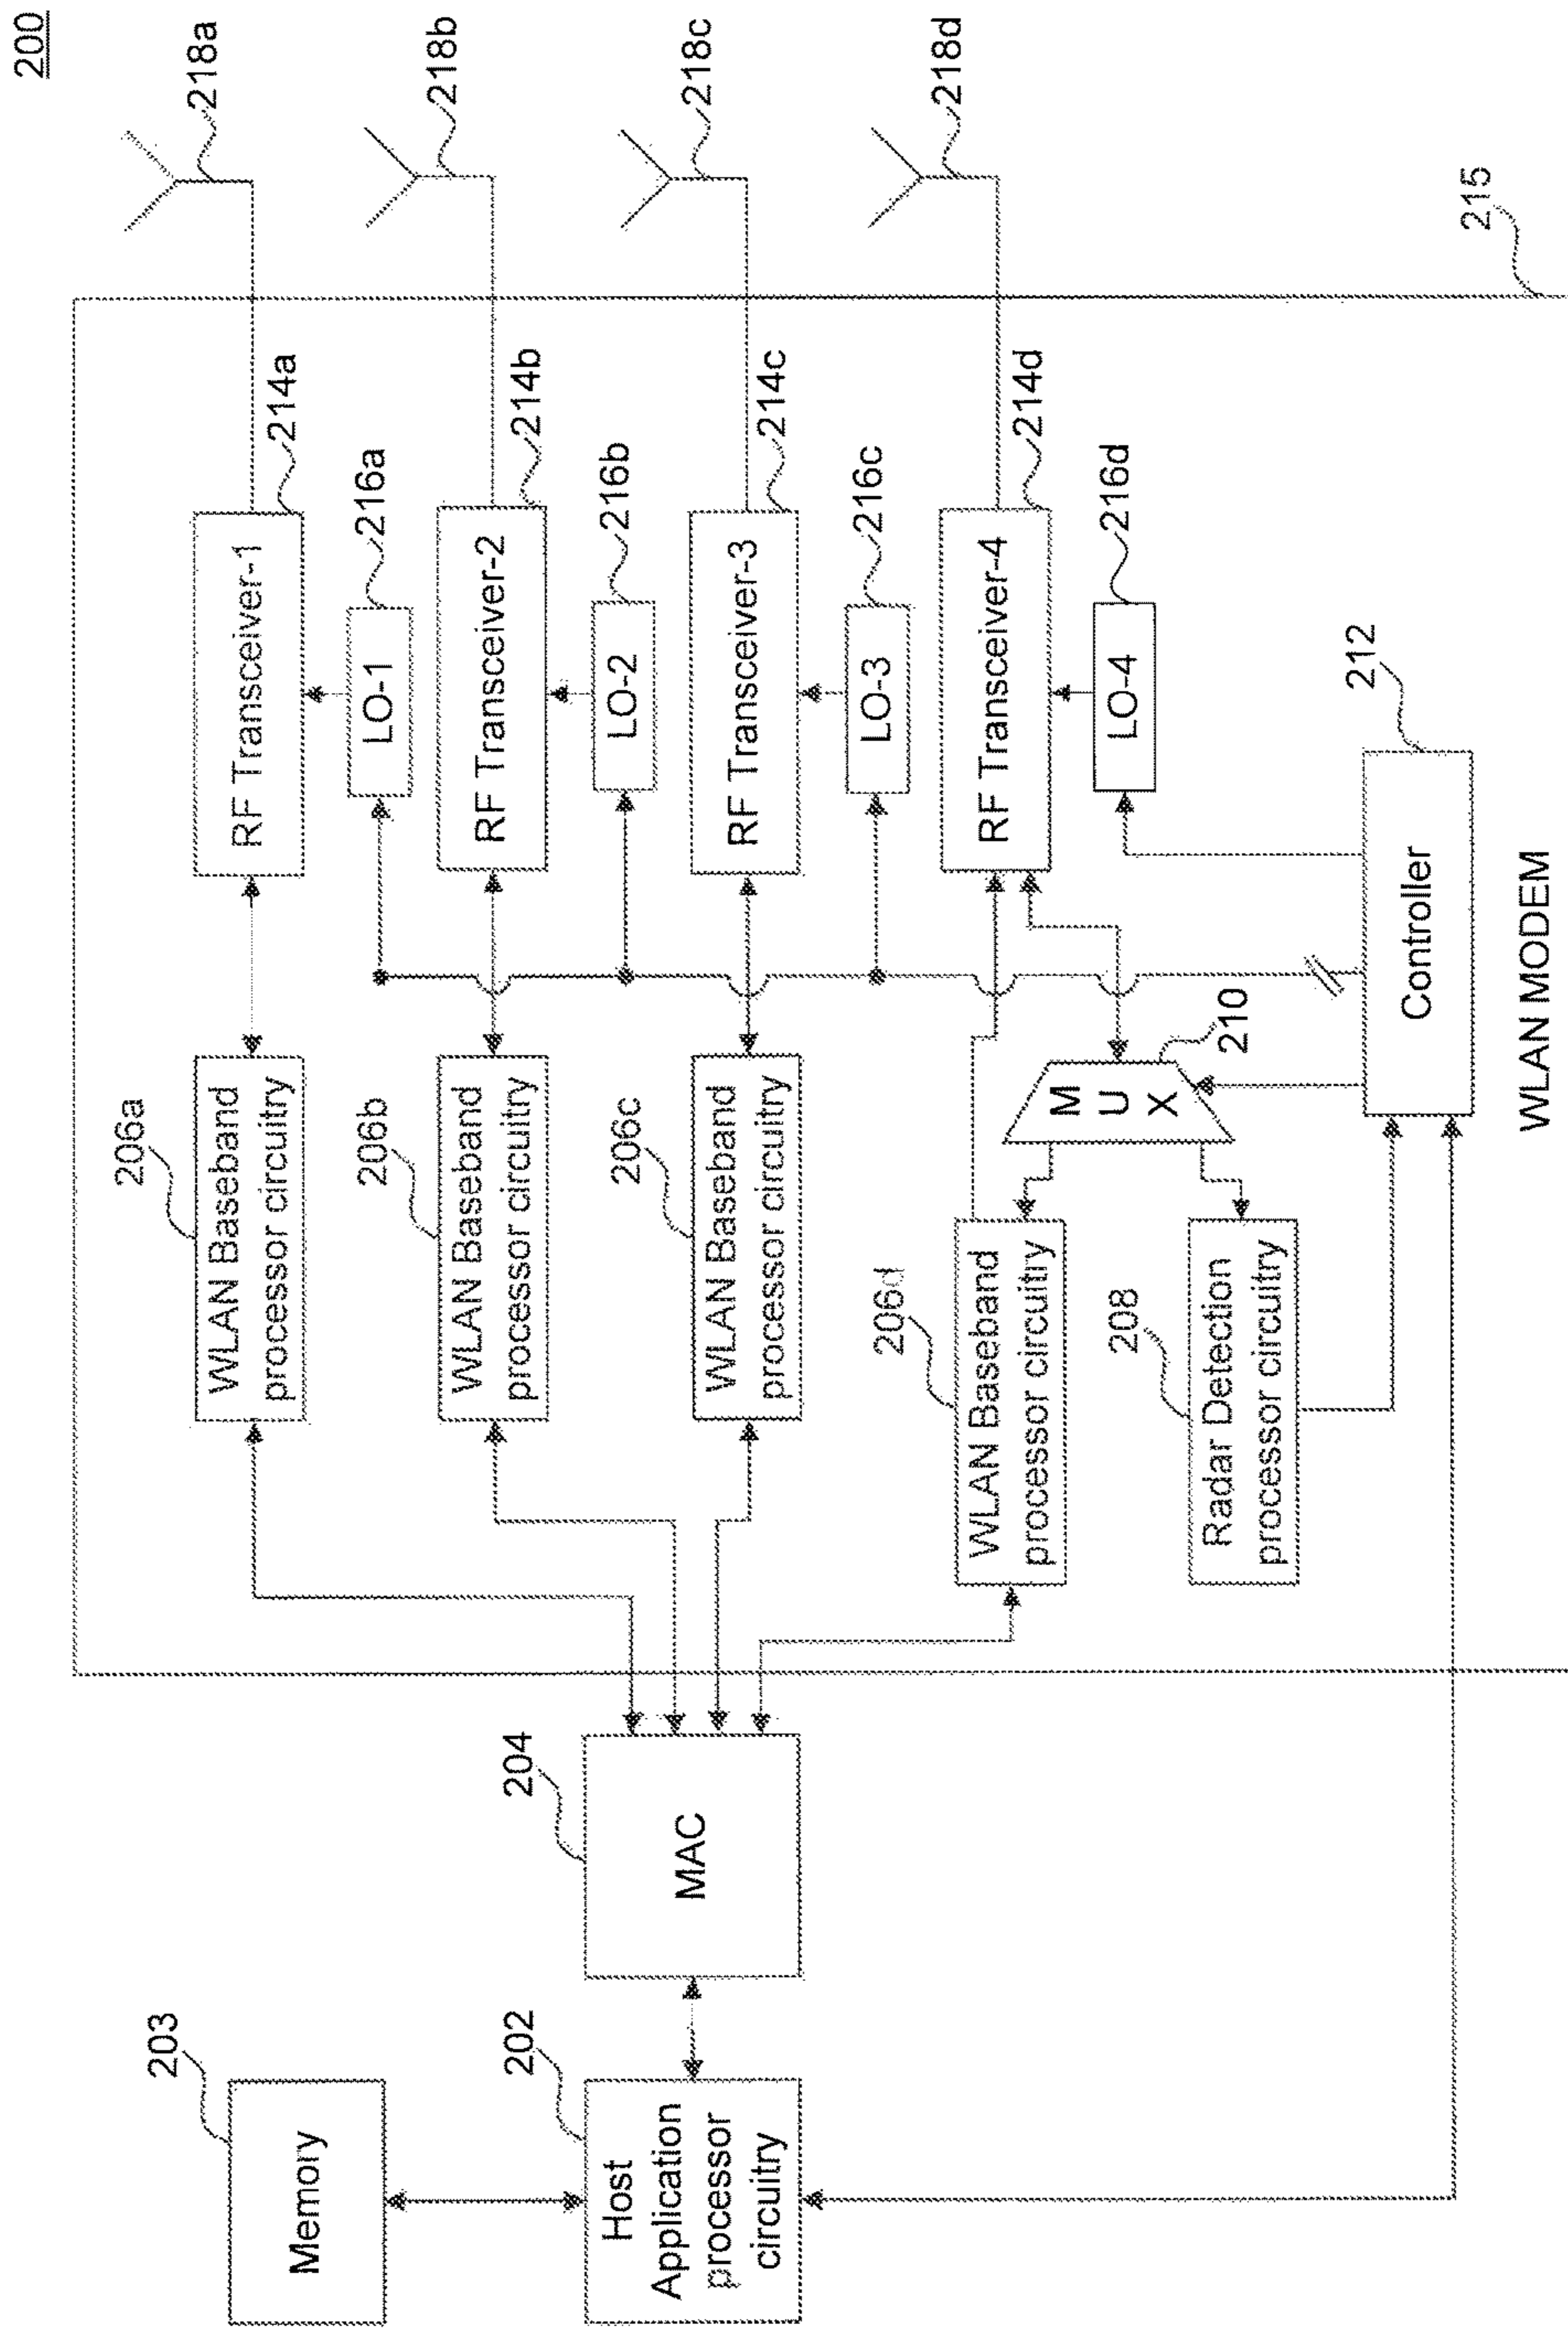 200
203
Memory
202
Host
Application
processor
circuitry
204
MAC
206a
WLAN Baseband
processor circuitry
206b
WLAN Baseband
processor circuitry
206c
WLAN Baseband
processor circuitry
206d
WLAN Baseband
processor circuitry
208
Radar Detection
processor circuitry
MUX
210
RF Transceiver-1
214a
LO-1
216a
RF Transceiver-2
214b
LO-2
216b
RF Transceiver-3
214c
LO-3
216c
RF Transceiver-4
214d
LO-4
216d
Controller
212
218a
218b
218c
218d
WLAN MODEM
215